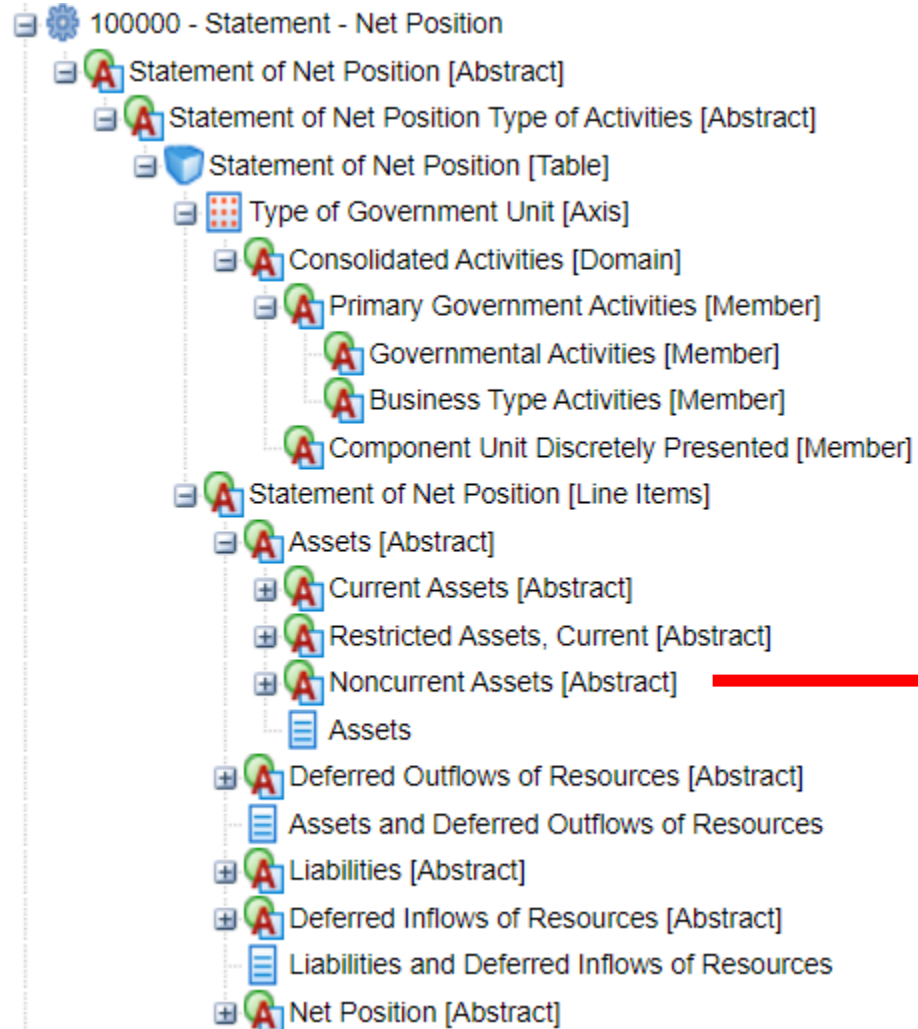 100000 - Statement - Net Position
Statement of Net Position [Abstract]
Statement of Net Position Type of Activities [Abstract]
Statement of Net Position [Table]
Type of Government Unit [Axis]
Consolidated Activities [Domain]
Primary Government Activities [Member]
Governmental Activities [Member]
Business Type Activities [Member]
Component Unit Discretely Presented [Member]
Statement of Net Position [Line Items]
Assets [Abstract]
Current Assets [Abstract]
Restricted Assets, Current [Abstract]
Noncurrent Assets [Abstract]
Assets
Deferred Outflows of Resources [Abstract]
Assets and Deferred Outflows of Resources
Liabilities [Abstract]
Deferred Inflows of Resources [Abstract]
Liabilities and Deferred Inflows of Resources
Net Position [Abstract]